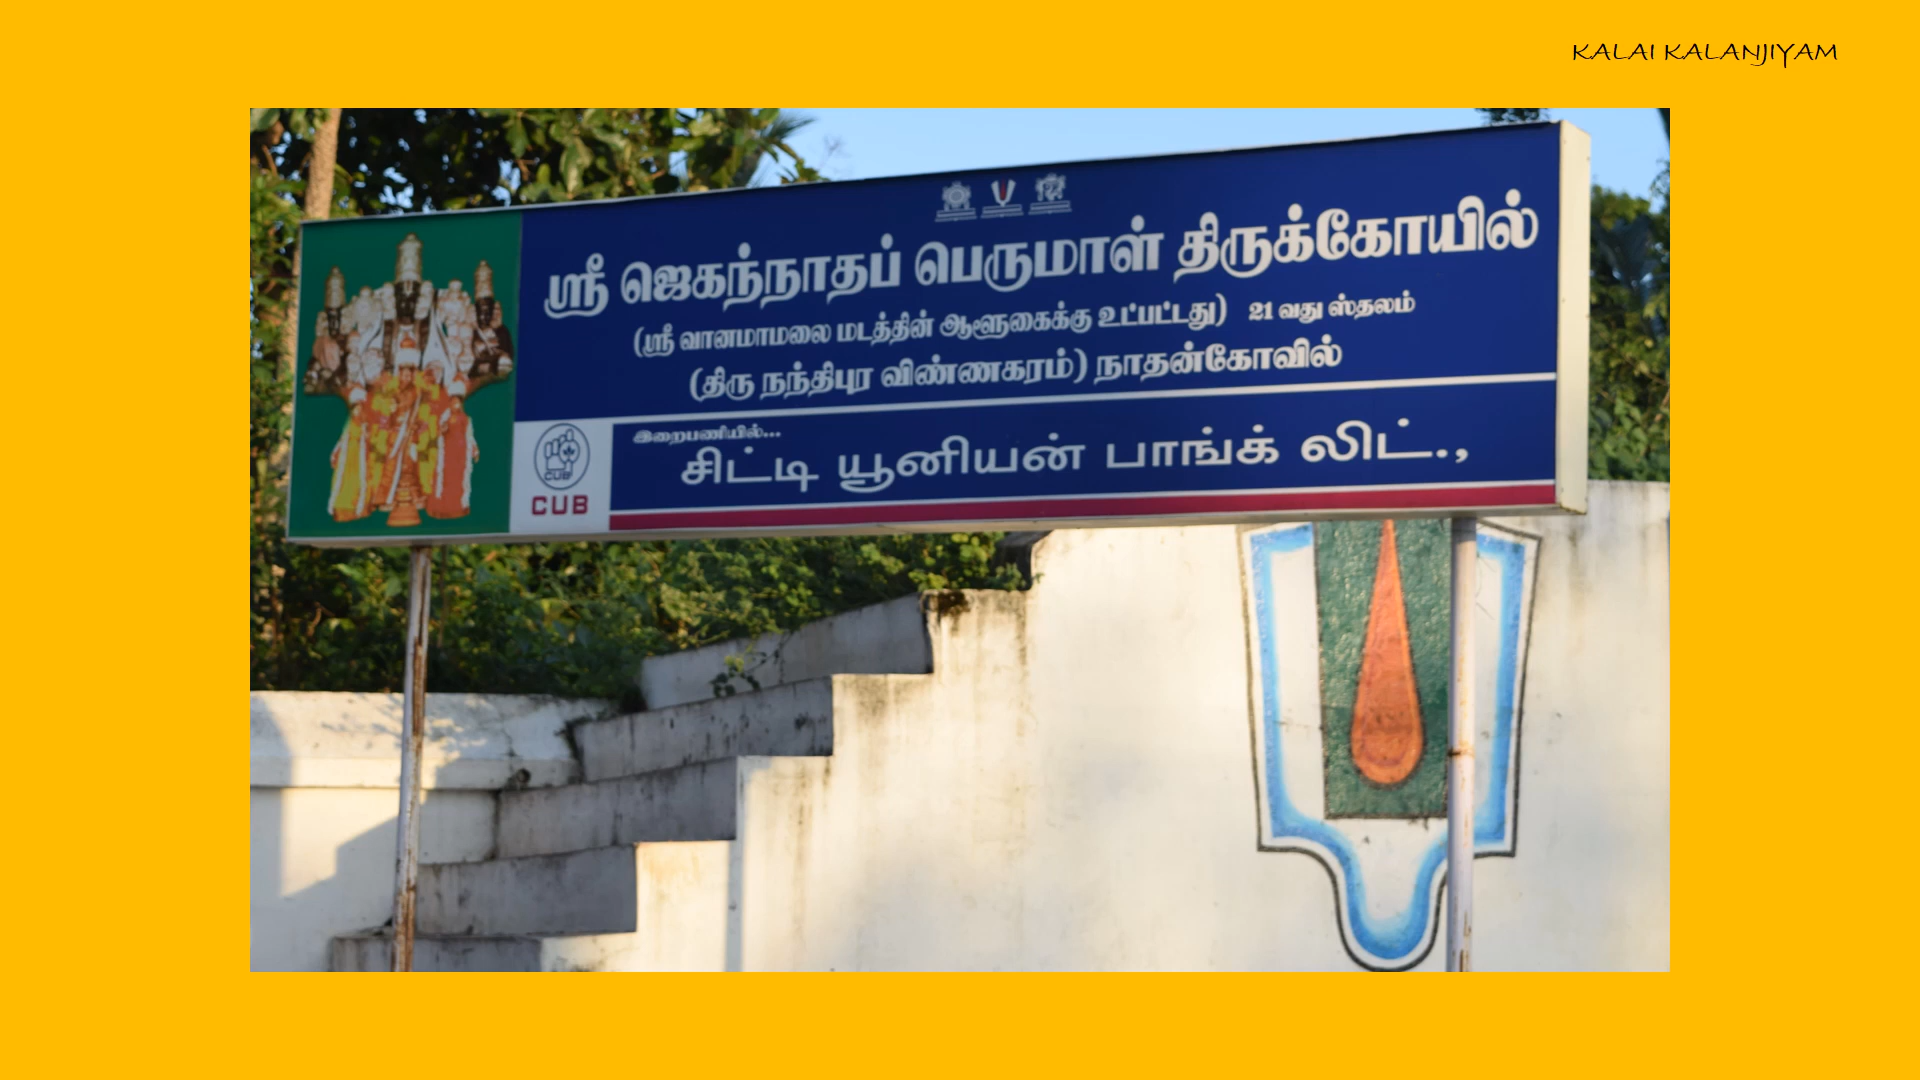 KALAI KALANJIYAM
ஸ்ரீ ஜெகந்நாதப் பெருமாள் திருக்கோயில்
(ஸ்ரீ வானமாமலை மடத்தின் ஆளுகைக்கு உட்பட்டது) 21 வது ஸ்தலம்
(திரு நந்திபுர விண்ணகரம்) நாதன்கோவில்
இறைபணியில்...
சிட்டி யூனியன் பாங்க் லிட்.,
CUB
CUB